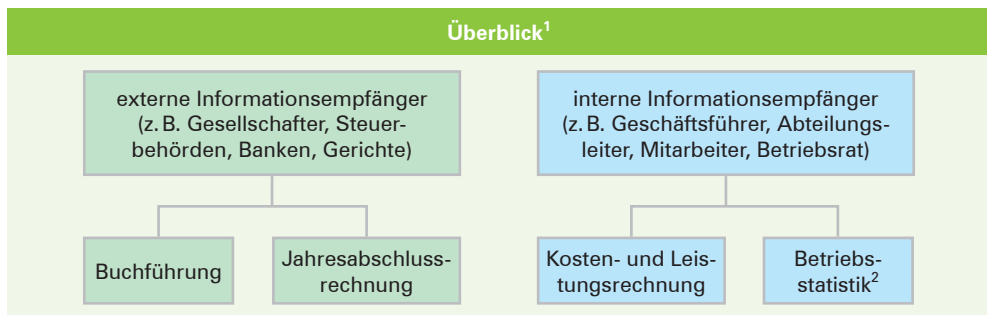 Überblick¹
externe Informationsempfänger
(z. B. Gesellschafter, Steuer-
behörden, Banken, Gerichte)
interne Informationsempfänger
(z. B. Geschäftsführer, Abteilungs-
leiter, Mitarbeiter, Betriebsrat)
Buchführung
Jahresabschluss-
rechnung
Kosten- und Leis-
tungsrechnung
Betriebs-
statistik²